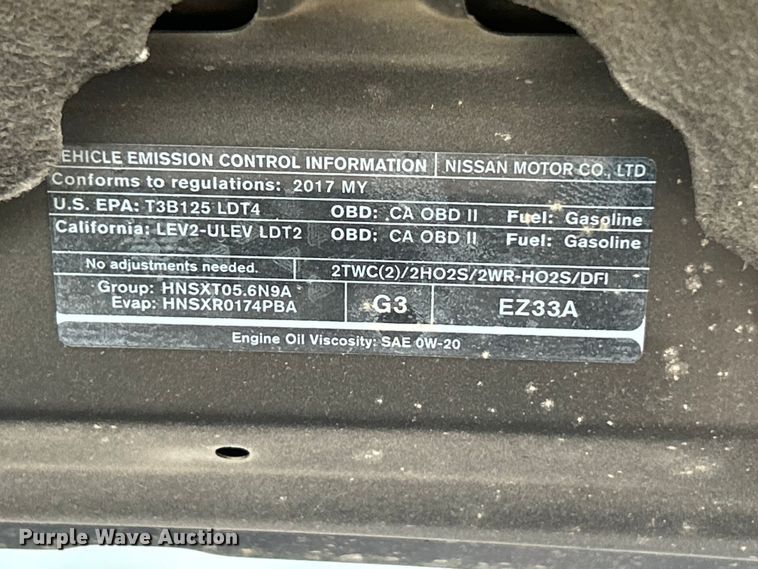 EHICLE EMISSION CONTROL INFORMATION NISSAN MOTOR CO., LTD
Conforms to regulations: 2017 MY
U.S. EPA: T3B125 LDT4 OBD: CA OBD II Fuel: Gasoline
California: LEV2-ULEV LDT2 OBD: CA OBD II Fuel: Gasoline
No adjustments needed. 2TWC(2)/2HO2S/2WR-HO2S/DFI
Group: HNSXT05.6N9A
Evap: HNSXR0174PBA
G3 EZ33A
Engine Oil Viscosity: SAE 0W-20
Purple Wave Auction